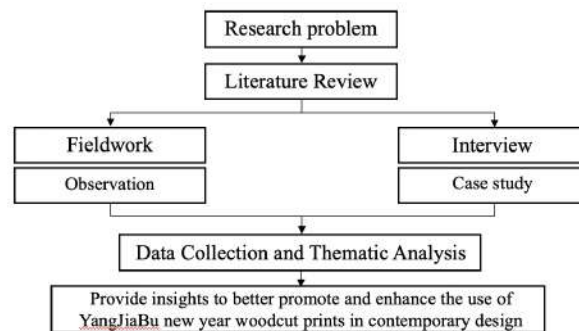 Research problem
Literature Review
Fieldwork
Interview
Observation
Case study
Data Collection and Thematic Analysis
Provide insights to better promote and enhance the use of
YangJiaBu new year woodcut prints in contemporary design